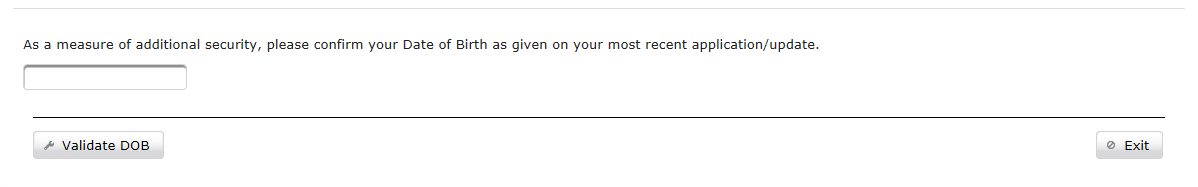 As a measure of additional security, please confirm your Date of Birth as given on your most recent application/update.
Validate DOB
Exit